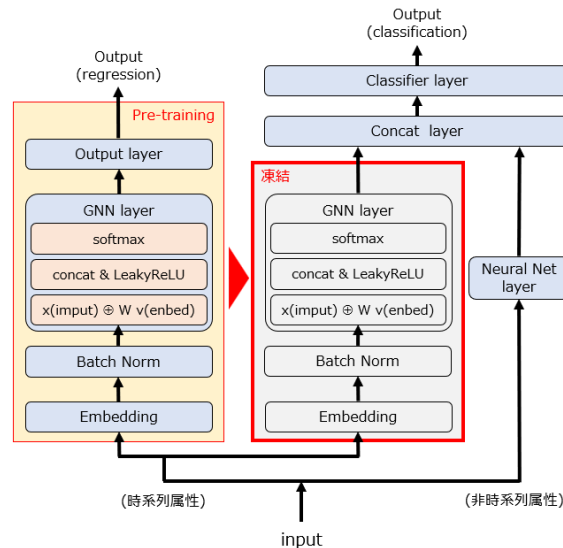 Output
(regression)
Pre-training
Output layer
GNN layer
softmax
concat & LeakyReLU
x(imput) ⊕ W v(enbed)
Batch Norm
Embedding
Output
(classification)
Classifier layer
Concat layer
凍結
GNN layer
softmax
concat & LeakyReLU
x(imput) ⊕ W v(enbed)
Batch Norm
Embedding
Neural Net
layer
(時系列属性)
(非時系列属性)
input